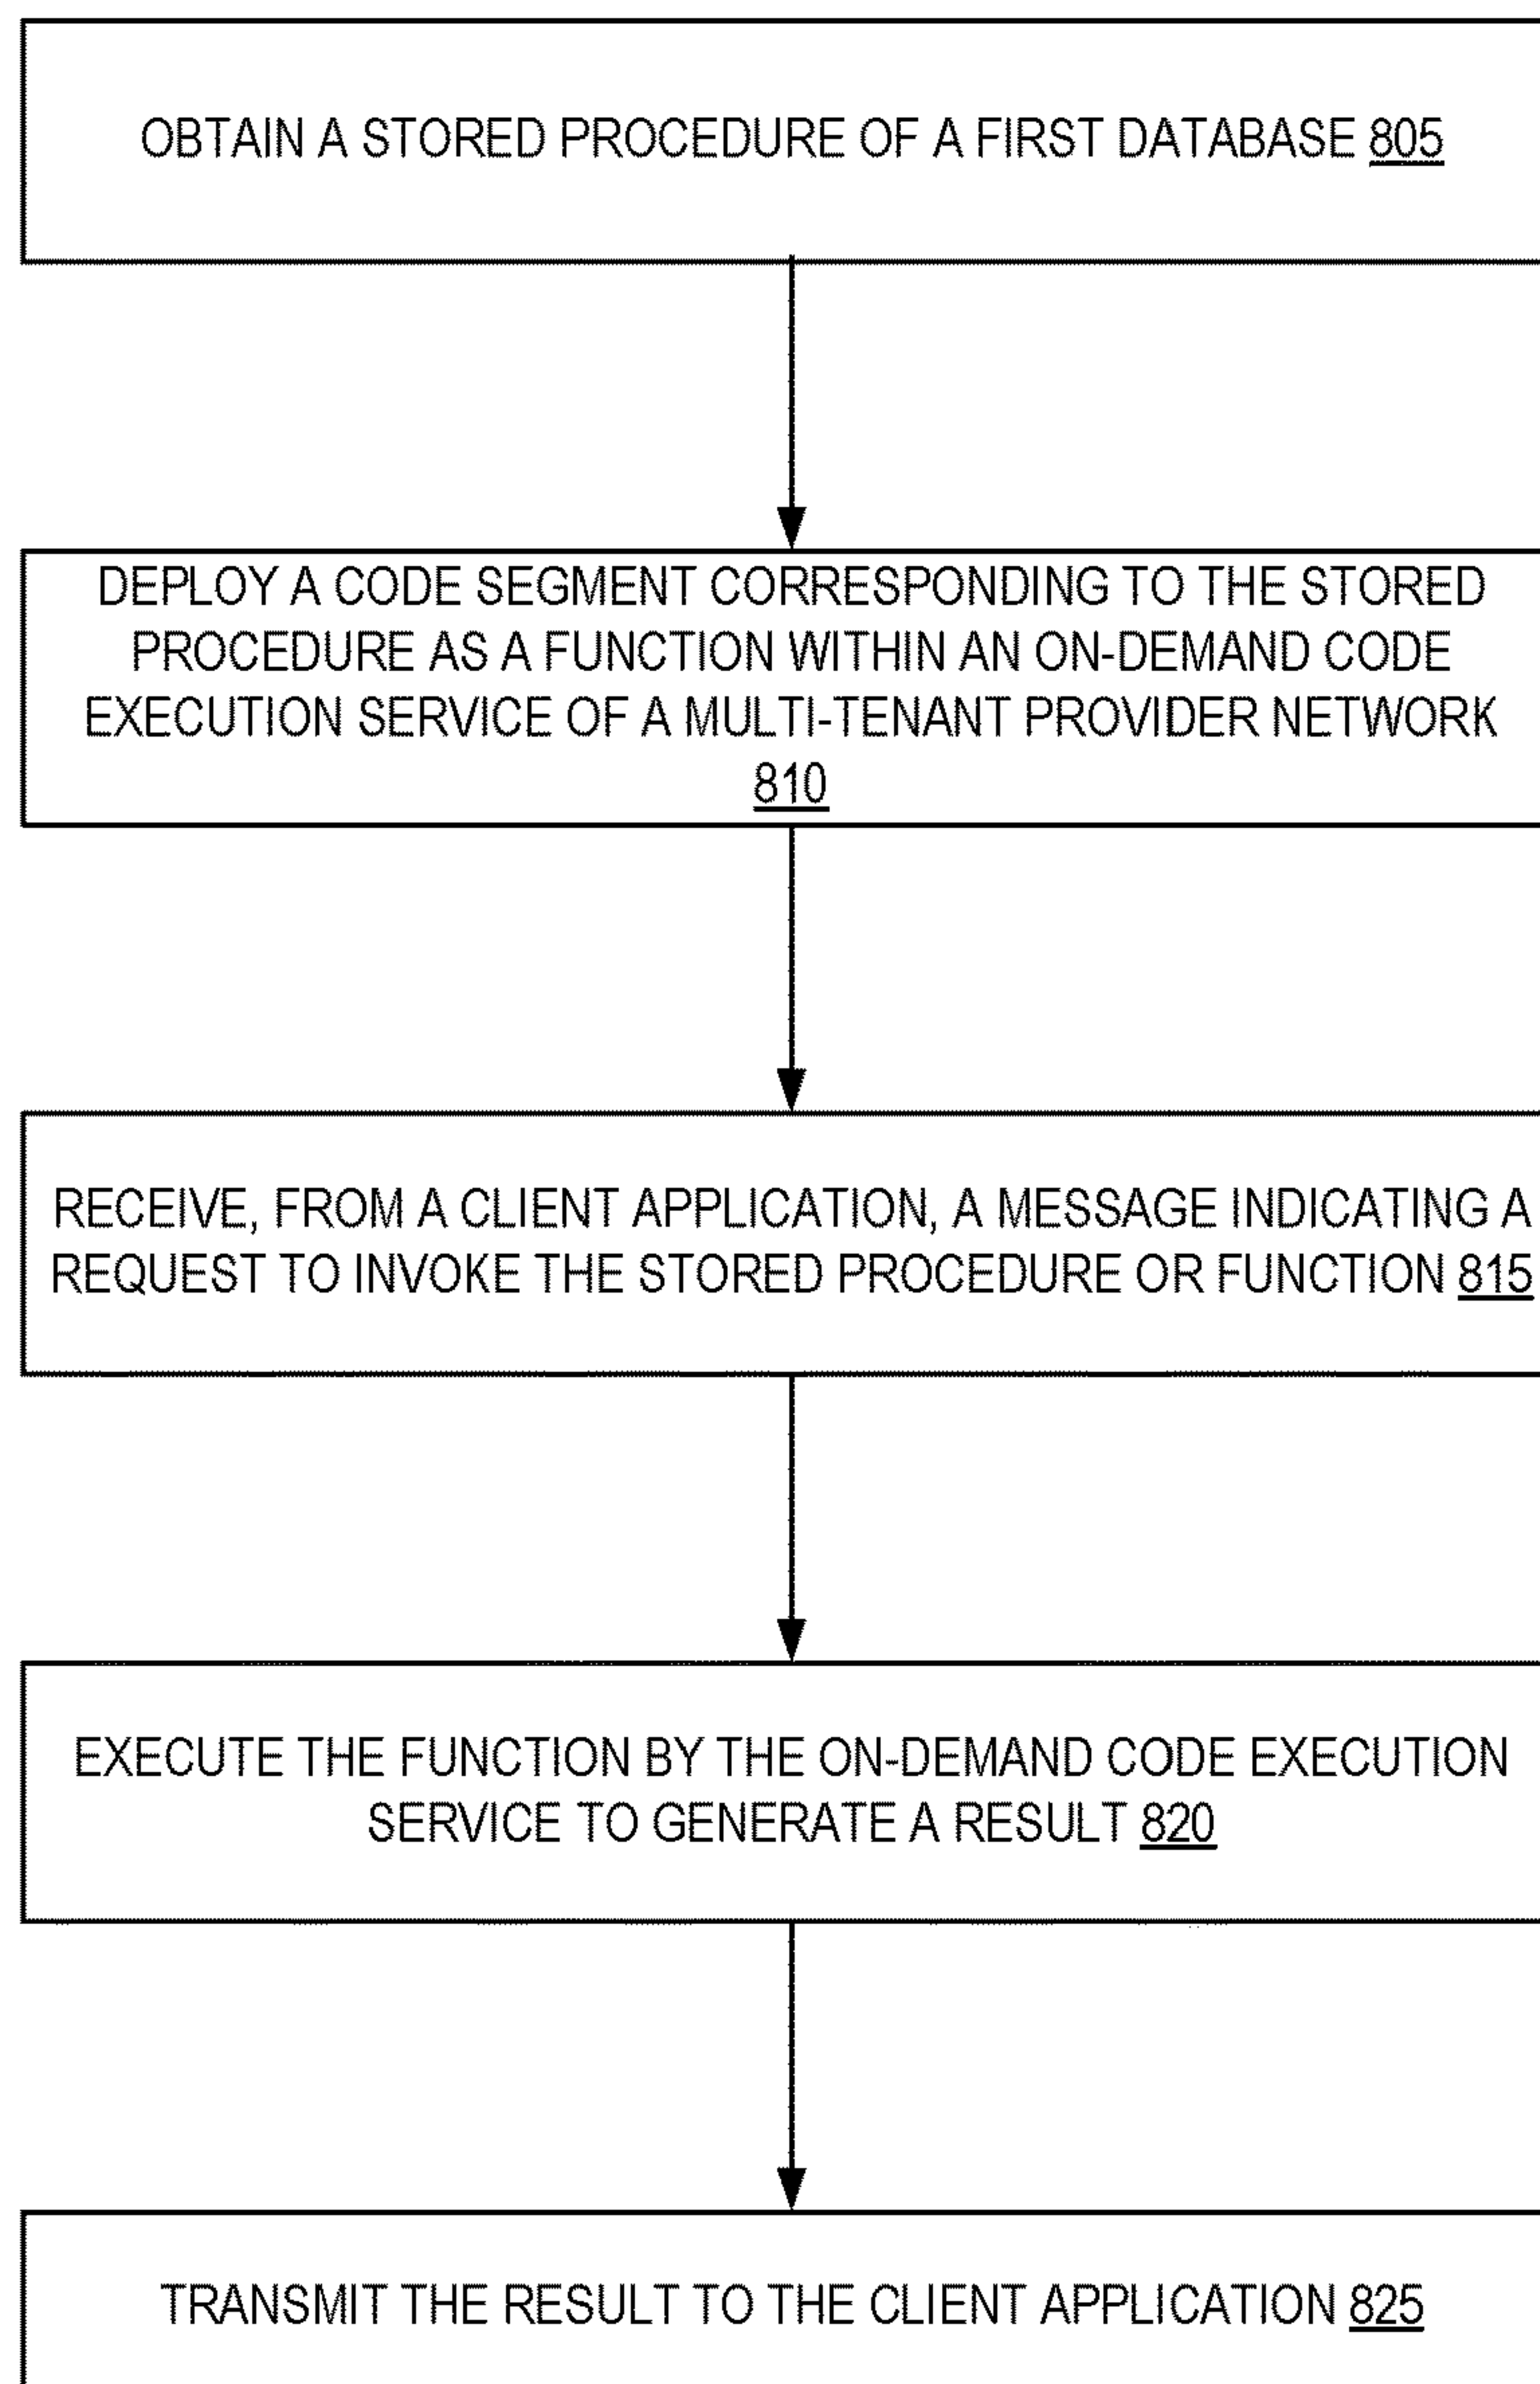 OBTAIN A STORED PROCEDURE OF A FIRST DATABASE 805
DEPLOY A CODE SEGMENT CORRESPONDING TO THE STORED
PROCEDURE AS A FUNCTION WITHIN AN ON-DEMAND CODE
EXECUTION SERVICE OF A MULTI-TENANT PROVIDER NETWORK
810
RECEIVE, FROM A CLIENT APPLICATION, A MESSAGE INDICATING A
REQUEST TO INVOKE THE STORED PROCEDURE OR FUNCTION 815
EXECUTE THE FUNCTION BY THE ON-DEMAND CODE EXECUTION
SERVICE TO GENERATE A RESULT 820
TRANSMIT THE RESULT TO THE CLIENT APPLICATION 825